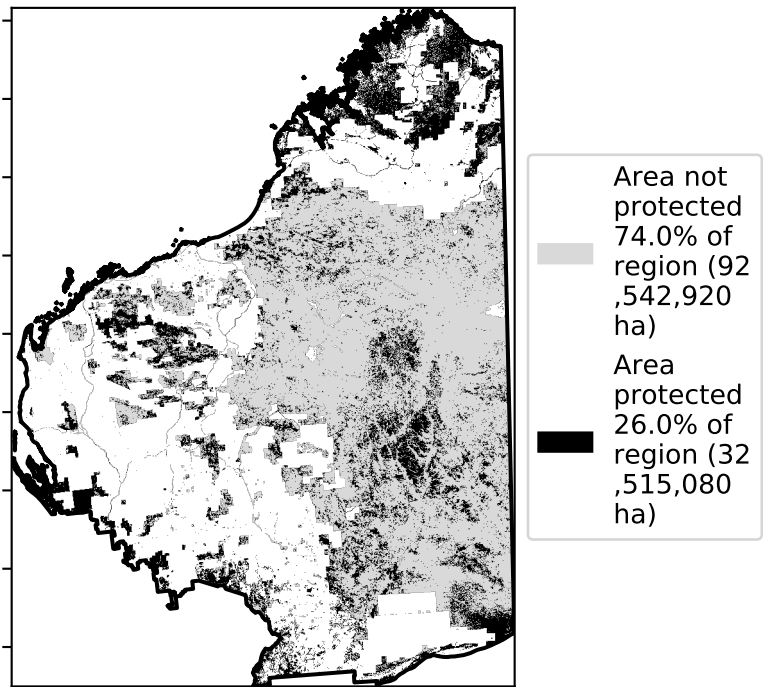 Area not
protected
74.0% of
region (92
,542,920
ha)
Area
protected
26.0% of
region (32
,515,080
ha)